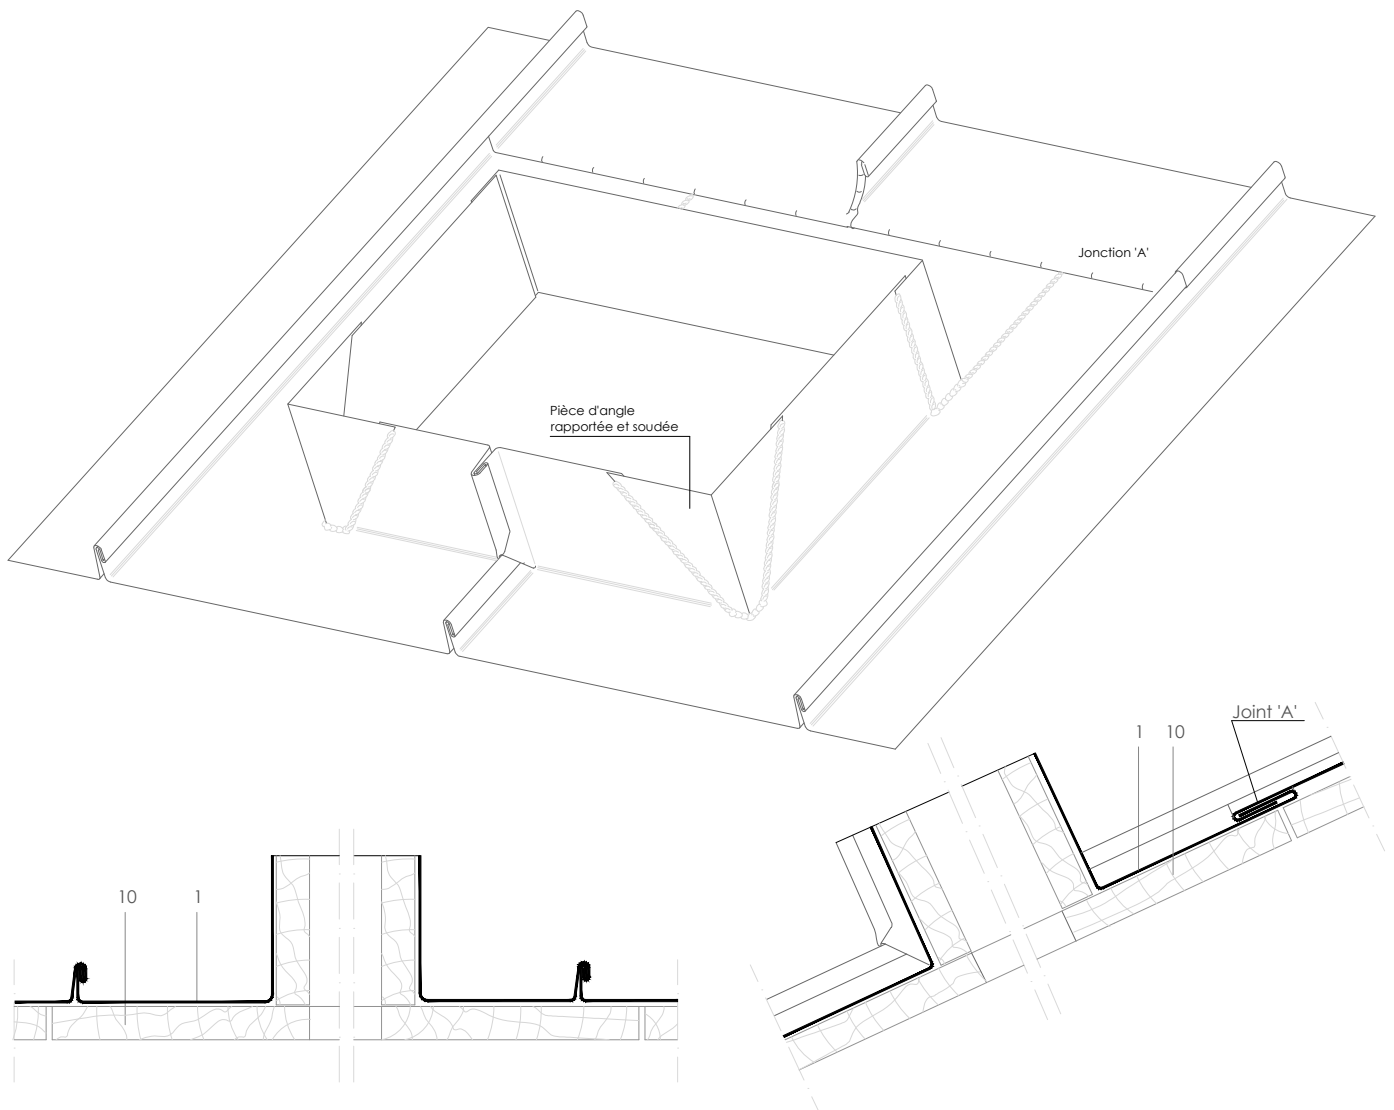 Jonction 'A'
Pièce d'angle
rapportée et soudée
Joint 'A'
1 10
10 1